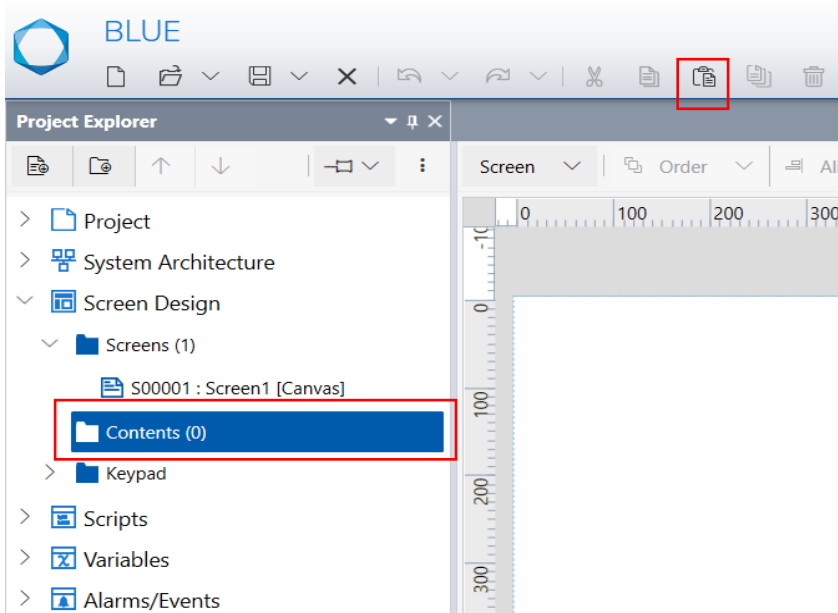 BLUE
Project Explorer
Screen
Order
Ali
0 100 200 300
Project
System Architecture
Screen Design
Screens (1)
S00001 : Screen1 [Canvas]
Contents (0)
Keypad
Scripts
Variables
Alarms/Events
-10
0
100
200
300